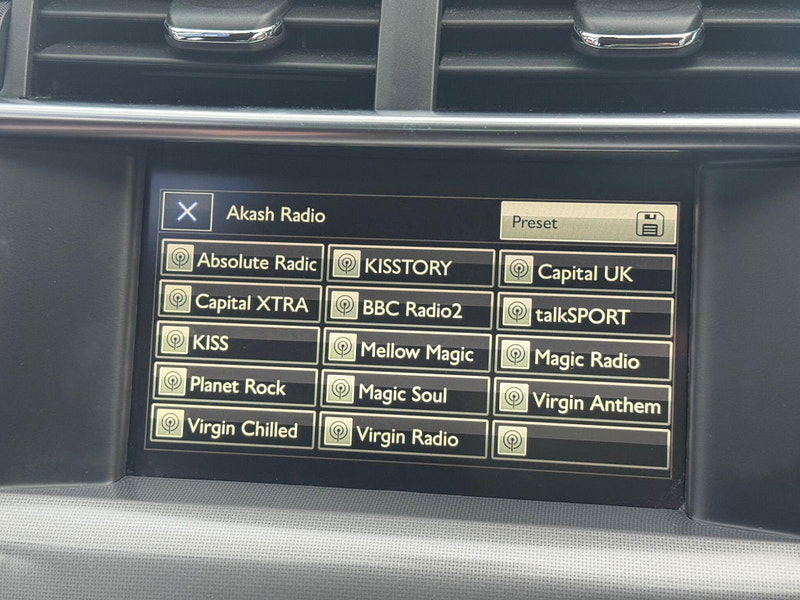 Akash Radio
Preset
Absolute Radic
KISSTORY
Capital UK
Capital XTRA
BBC Radio2
talkSPORT
KISS
Mellow Magic
Magic Radio
Planet Rock
Magic Soul
Virgin Anthem
Virgin Chilled
Virgin Radio